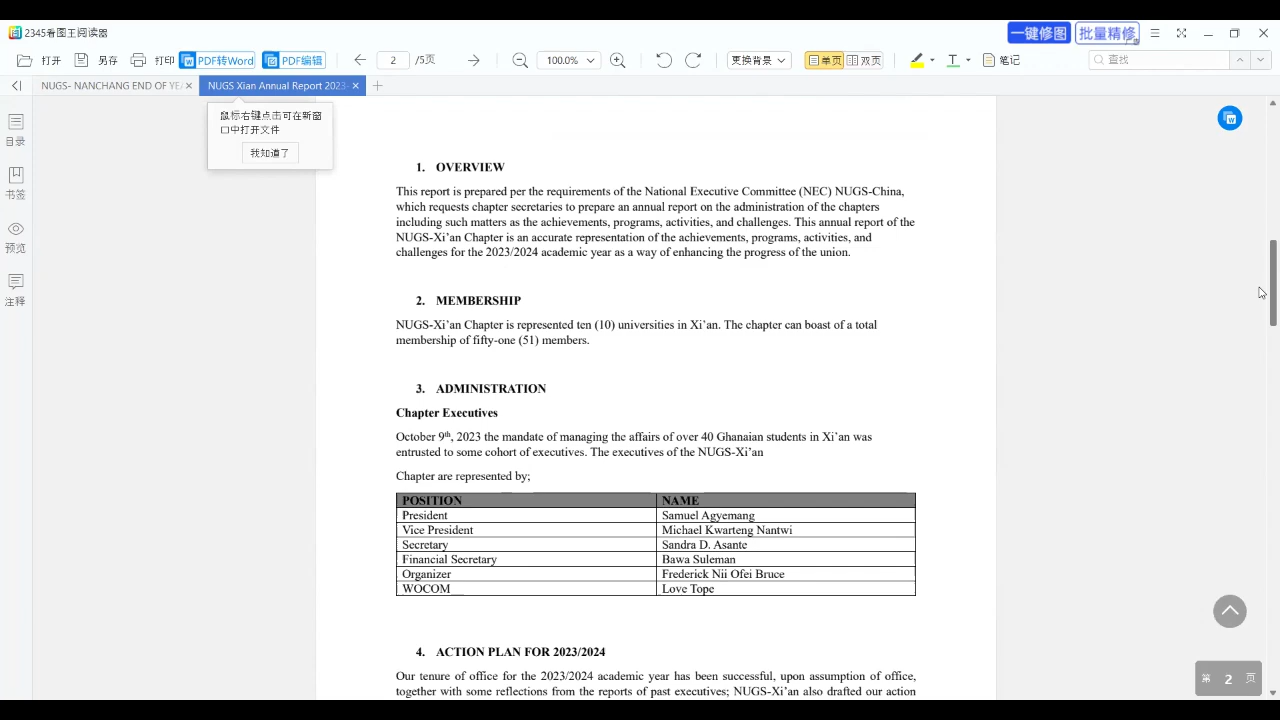 2345看图王阅读器
一键修图
批量精修
打开
另存
打印
PDF转Word
PDF编辑
2
/5页
100.0%
更换背景
单页
双页
T
笔记
查找
NUGS- NANCHANG END OF YEA
NUGS Xian Annual Report 2023-
鼠标右键点击可在新窗
口中打开文件
我知道了
目录
书签
预览
注释
1. OVERVIEW
This report is prepared per the requirements of the National Executive Committee (NEC) NUGS-China,
which requests chapter secretaries to prepare an annual report on the administration of the chapters
including such matters as the achievements, programs, activities, and challenges. This annual report of the
NUGS-Xi'an Chapter is an accurate representation of the achievements, programs, activities, and
challenges for the 2023/2024 academic year as a way of enhancing the progress of the union.
2. MEMBERSHIP
NUGS-Xi'an Chapter is represented ten (10) universities in Xi'an. The chapter can boast of a total
membership of fifty-one (51) members.
3. ADMINISTRATION
Chapter Executives
October 9th, 2023 the mandate of managing the affairs of over 40 Ghanaian students in Xi'an was
entrusted to some cohort of executives. The executives of the NUGS-Xi'an
Chapter are represented by;
POSITION NAME
President Samuel Agyemang
Vice President Michael Kwarteng Nantwi
Secretary Sandra D. Asante
Financial Secretary Bawa Suleman
Organizer Frederick Nii Ofei Bruce
WOCOM Love Tope
4. ACTION PLAN FOR 2023/2024
Our tenure of office for the 2023/2024 academic year has been successful, upon assumption of office,
together with some reflections from the reports of past executives; NUGS-Xi'an also drafted our action
第 2 页